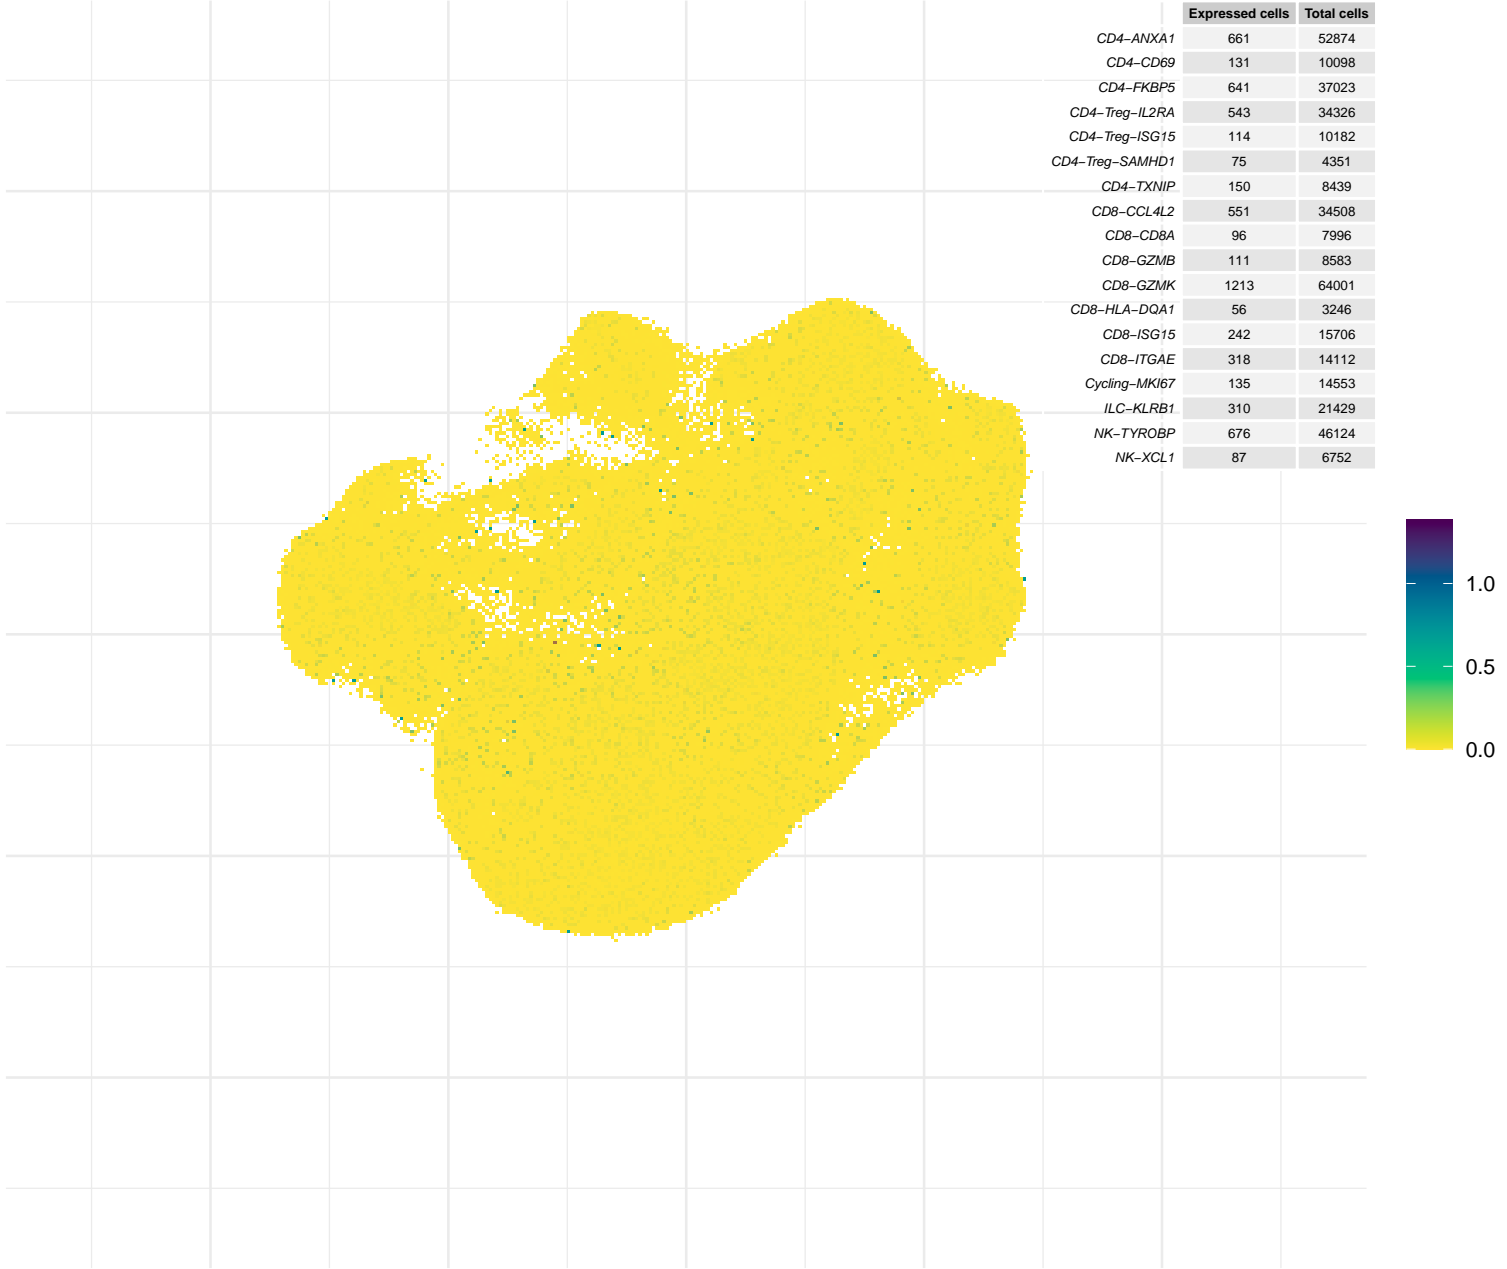 Expressed cells Total cells
CD4−ANXA1 661 52874
CD4−CD69 131 10098
CD4−FKBP5 641 37023
CD4−Treg−IL2RA 543 34326
CD4−Treg−ISG15 114 10182
CD4−Treg−SAMHD1 75 4351
CD4−TXNIP 150 8439
CD8−CCL4L2 551 34508
CD8−CD8A 96 7996
CD8−GZMB 111 8583
CD8−GZMK 1213 64001
CD8−HLA−DQA1 56 3246
CD8−ISG15 242 15706
CD8−ITGAE 318 14112
Cycling−MKI67 135 14553
ILC−KLRB1 310 21429
NK−TYROBP 676 46124
NK−XCL1 87 6752
1.0
0.5
0.0